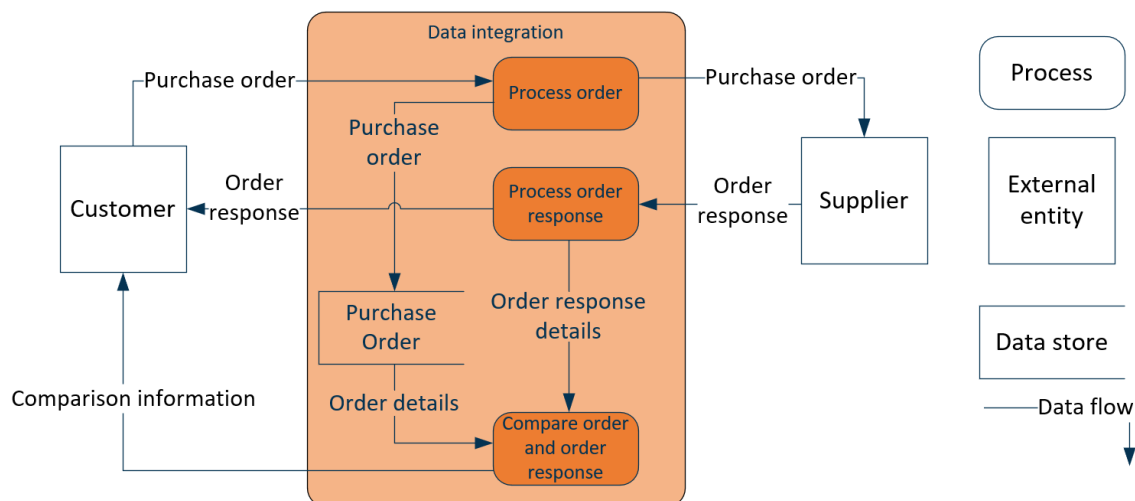 Data integration
Purchase order
Process order
Purchase order
Process
Purchase
order
Customer
Order
response
Process order
response
Order
response
Supplier
External
entity
Purchase
Order
Order response
details
Data store
Comparison information
Order details
Data flow
Compare order
and order
response